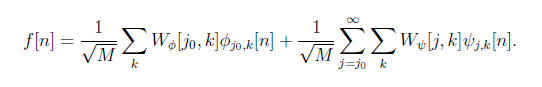 f[n] = \frac{1}{\sqrt{M}} \sum_{k} W_{\phi}[j_0, k] \phi_{j_0,k}[n] + \frac{1}{\sqrt{M}} \sum_{j=j_0}^{\infty} \sum_{k} W_{\psi}[j, k] \psi_{j,k}[n].